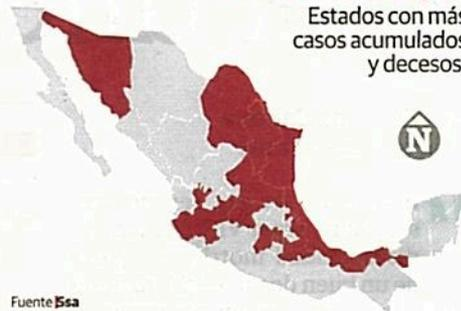 Estados con más
casos acumulados
y decesos
N
Fuente Ssa